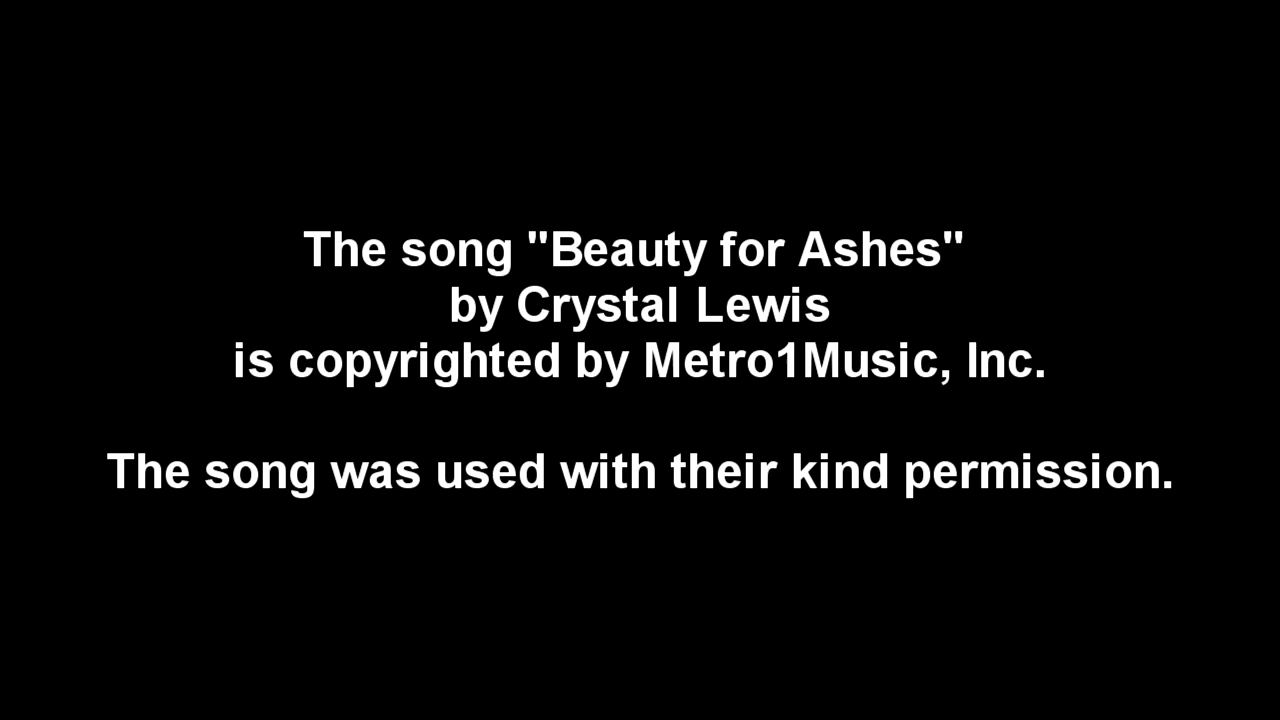 The song "Beauty for Ashes"
by Crystal Lewis
is copyrighted by Metro1Music, Inc.
The song was used with their kind permission.